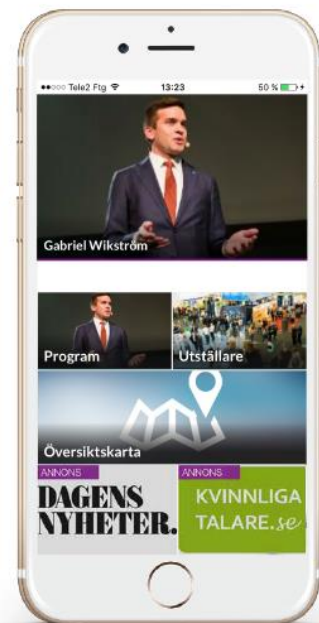 Tele2 Ftg 13:23 50 %
Gabriel Wikström
Program Utställare
Översiktskarta
ANNONS ANNONS
DAGENS
NYHETER.
KVINNLIGA
TALARE.se